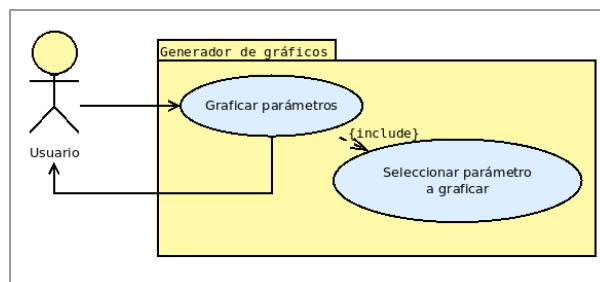 Generador de gráficos
Graficar parámetros
{include}
Usuario
Seleccionar parámetro
a graficar